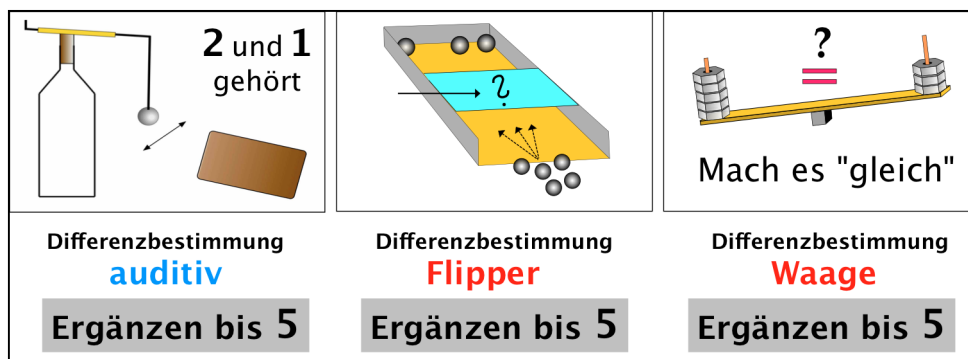 2 und 1
gehört
?
?
=
Mach es "gleich"
Differenzbestimmung
auditiv
Ergänzen bis 5
Differenzbestimmung
Flipper
Ergänzen bis 5
Differenzbestimmung
Waage
Ergänzen bis 5